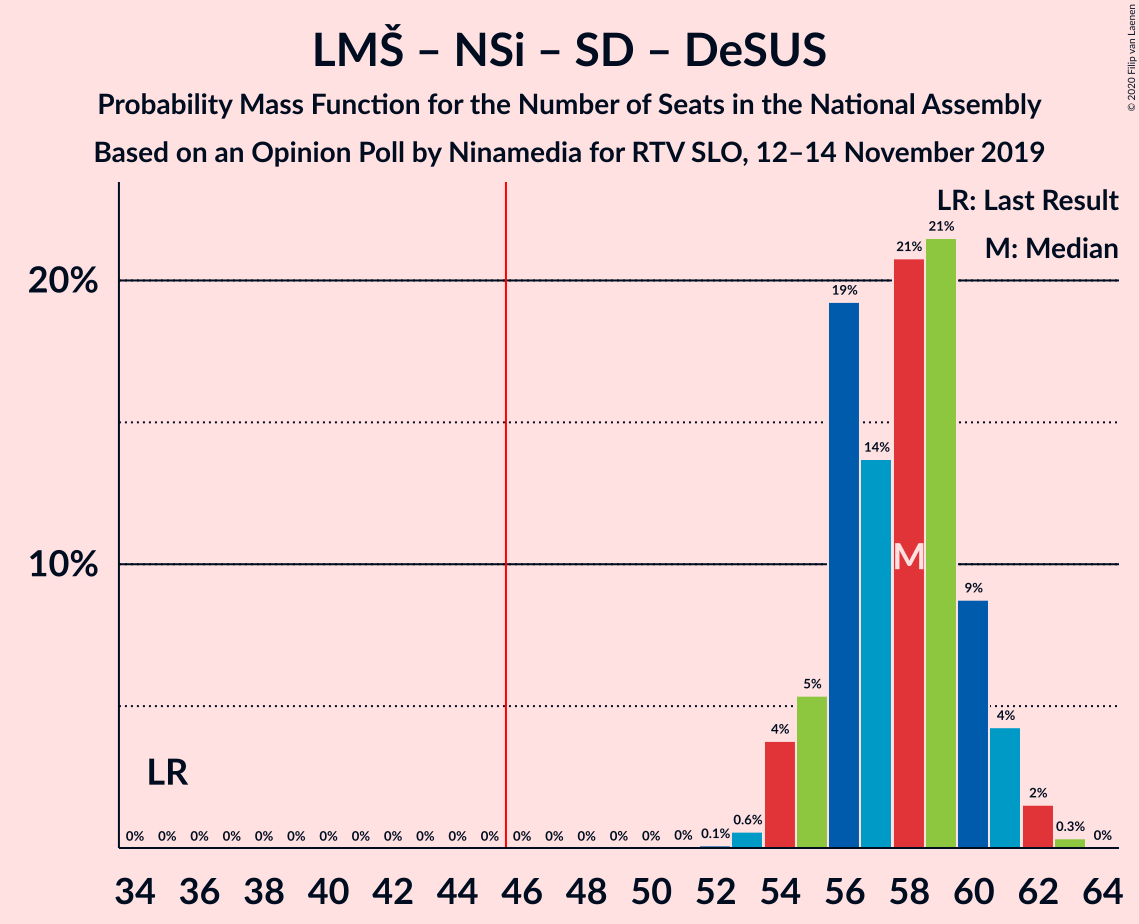 © 2020 Filip van Laenen
LMŠ – NSi – SD – DeSUS
Probability Mass Function for the Number of Seats in the National Assembly
Based on an Opinion Poll by Ninamedia for RTV SLO, 12–14 November 2019
LR: Last Result
M: Median
20%
10%
21%
21%
19%
14%
M
9%
5%
4%
4%
LR
2%
0% 0% 0% 0% 0% 0% 0% 0% 0% 0% 0% 0% 0% 0% 0% 0% 0% 0% 0.1% 0.6% 0.3% 0%
34 36 38 40 42 44 46 48 50 52 54 56 58 60 62 64